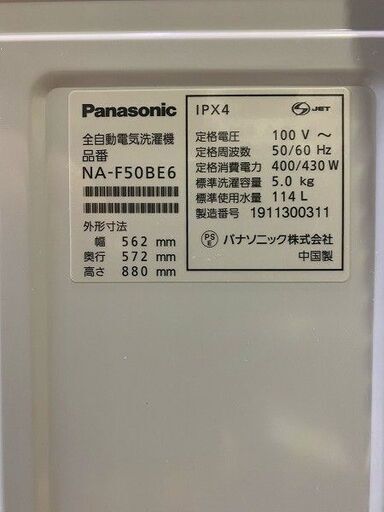 Panasonic
全自動電気洗濯機
品番
NA-F50BE6
外形寸法
幅 562 mm
奥行 572 mm
高さ 880 mm
IPX4
JET
定格電圧 100 V ～
定格周波数 50/60 Hz
定格消費電力 400/430 W
標準洗濯容量 5.0 kg
標準使用水量 114 L
製造番号 1911300311
PS
E
パナソニック株式会社
中国製